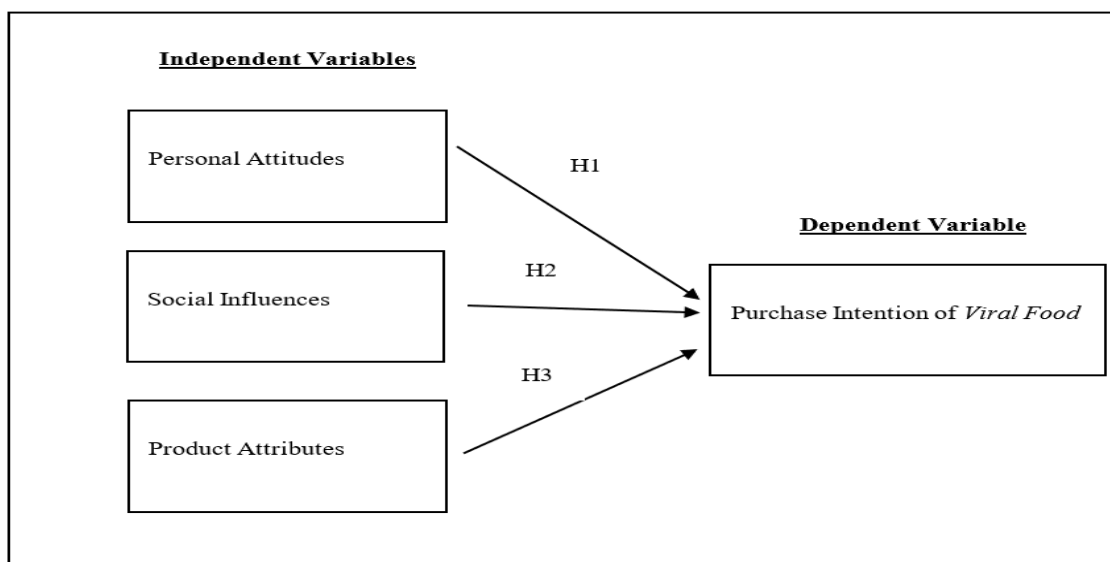 Independent Variables
Personal Attitudes
H1
Dependent Variable
Social Influences
H2
Purchase Intention of Viral Food
H3
Product Attributes